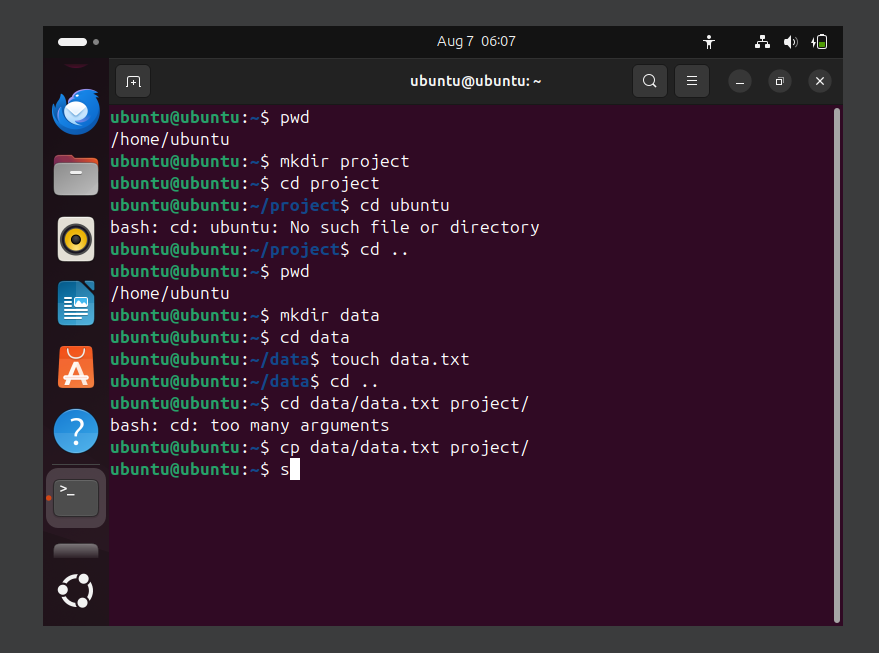 Aug 7 06:07
ubuntu@ubuntu: ~
ubuntu@ubuntu:~$ pwd
/home/ubuntu
ubuntu@ubuntu:~$ mkdir project
ubuntu@ubuntu:~$ cd project
ubuntu@ubuntu:~/project$ cd ubuntu
bash: cd: ubuntu: No such file or directory
ubuntu@ubuntu:~/project$ cd ..
ubuntu@ubuntu:~$ pwd
/home/ubuntu
ubuntu@ubuntu:~$ mkdir data
ubuntu@ubuntu:~$ cd data
ubuntu@ubuntu:~/data$ touch data.txt
ubuntu@ubuntu:~/data$ cd ..
ubuntu@ubuntu:~$ cd data/data.txt project/
bash: cd: too many arguments
ubuntu@ubuntu:~$ cp data/data.txt project/
ubuntu@ubuntu:~$ s